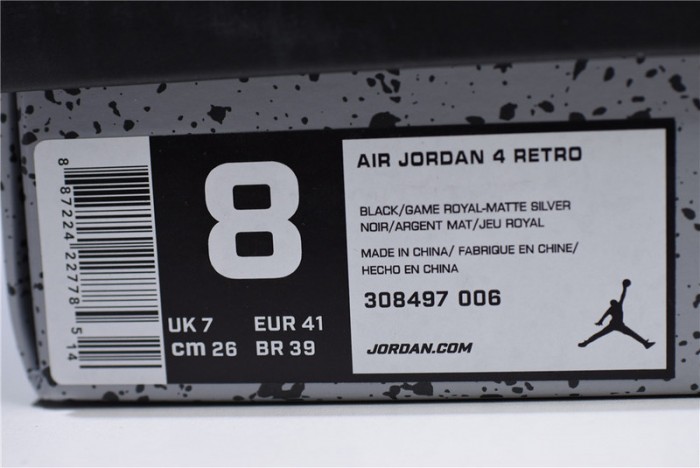 8 87224 22778 514
8
UK 7 EUR 41
cm 26 BR 39
AIR JORDAN 4 RETRO
BLACK/GAME ROYAL-MATTE SILVER
NOIR/ARGENT MAT/JEU ROYAL
MADE IN CHINA/ FABRIQUE EN CHINE/
HECHO EN CHINA
308497 006
JORDAN.COM